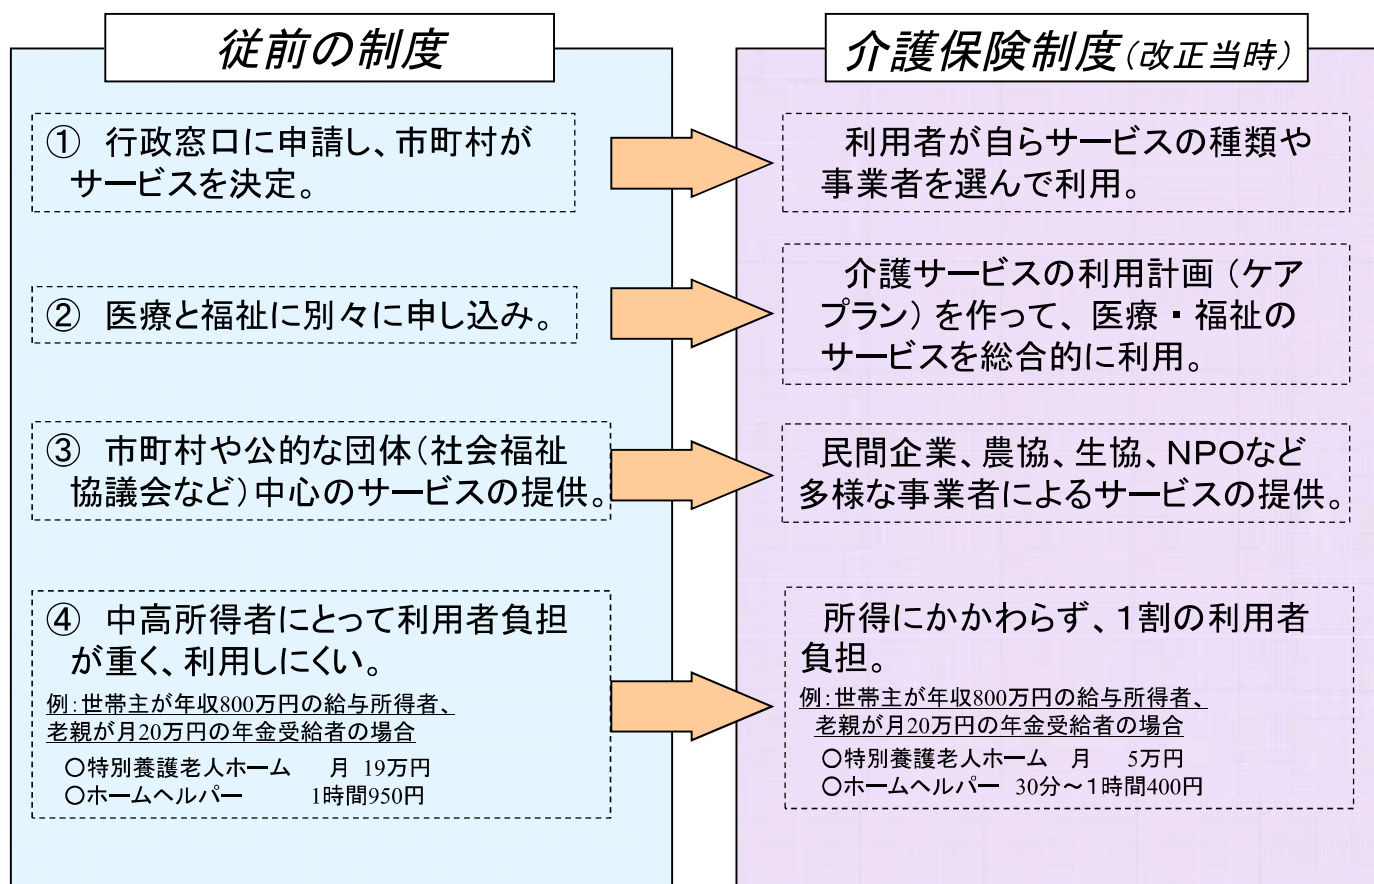 従前の制度
① 行政窓口に申請し、市町村が
サービスを決定。
② 医療と福祉に別々に申し込み。
③ 市町村や公的な団体（社会福祉
協議会など）中心のサービスの提供。
④ 中高所得者にとって利用者負担
が重く、利用しにくい。
例：世帯主が年収800万円の給与所得者、
老親が月20万円の年金受給者の場合
○特別養護老人ホーム 月 19万円
○ホームヘルパー 1時間950円
介護保険制度（改正当時）
利用者が自らサービスの種類や
事業者を選んで利用。
介護サービスの利用計画（ケア
プラン）を作って、医療・福祉の
サービスを総合的に利用。
民間企業、農協、生協、ＮＰＯなど
多様な事業者によるサービスの提供。
所得にかかわらず、１割の利用者
負担。
例：世帯主が年収800万円の給与所得者、
老親が月20万円の年金受給者の場合
○特別養護老人ホーム 月 5万円
○ホームヘルパー 30分～１時間400円